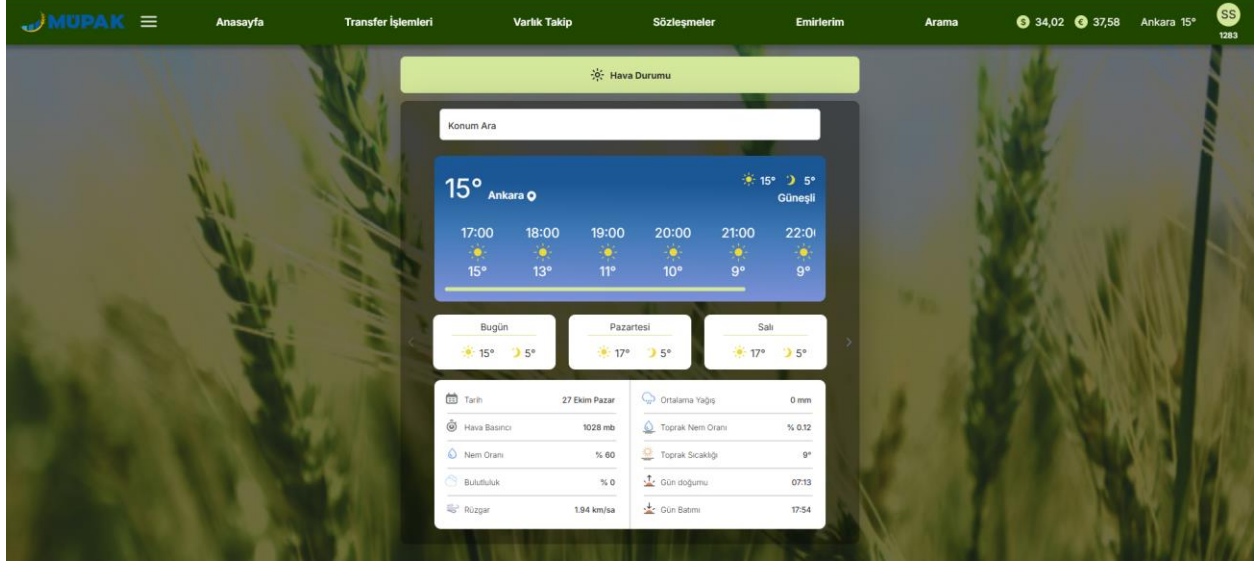 MÜPAK
Anasayfa
Transfer İşlemleri
Varlık Takip
Sözleşmeler
Emirlerim
Arama
$ 34,02 € 37,58
Ankara 15°
SS
1283
Hava Durumu
Konum Ara
15° Ankara
15° 5°
Güneşli
17:00 18:00 19:00 20:00 21:00 22:00
15° 13° 11° 10° 9° 9°
Bugün
15° 5°
Pazartesi
17° 5°
Salı
17° 5°
Tarih 27 Ekim Pazar
Hava Basıncı 1028 mb
Nem Oranı % 60
Bulutluluk % 0
Rüzgar 1.94 km/sa
Ortalama Yağış 0 mm
Toprak Nem Oranı % 0.12
Toprak Sıcaklığı 9°
Gün doğumu 07:13
Gün Batımı 17:54